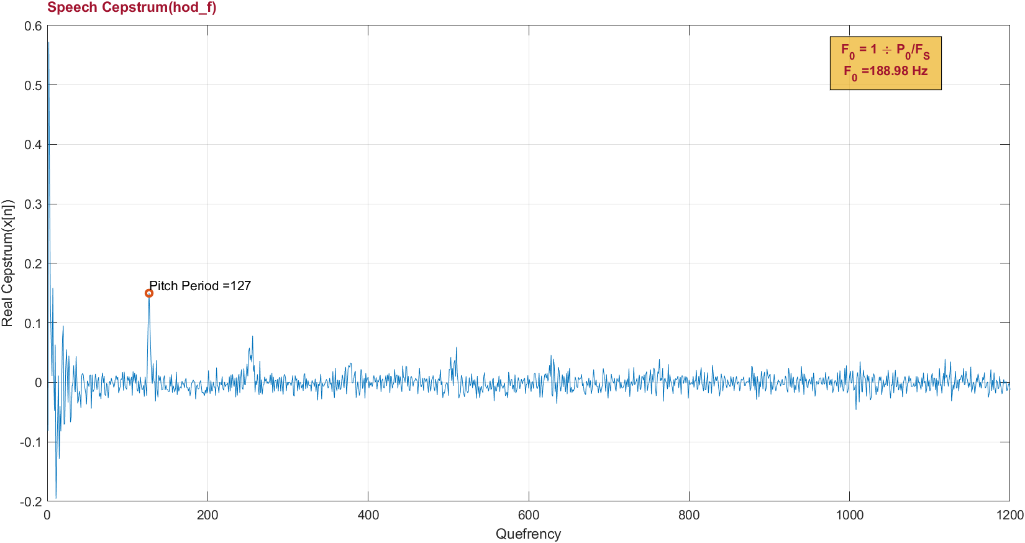 Speech Cepstrum(hod_f)
F0 = 1 ÷ P0/FS
F0 =188.98 Hz
Real Cepstrum(x[n])
0.6
0.5
0.4
0.3
0.2
0.1
0
-0.1
-0.2
Pitch Period =127
0 200 400 600 800 1000 1200
Quefrency